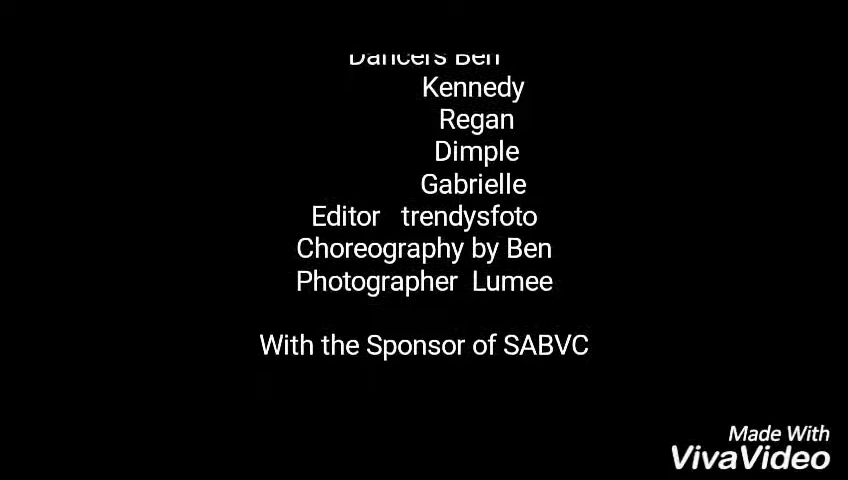 Dancers Ben
Kennedy
Regan
Dimple
Gabrielle
Editor trendysfoto
Choreography by Ben
Photographer Lumee
With the Sponsor of SABVC
Made With
VivaVideo